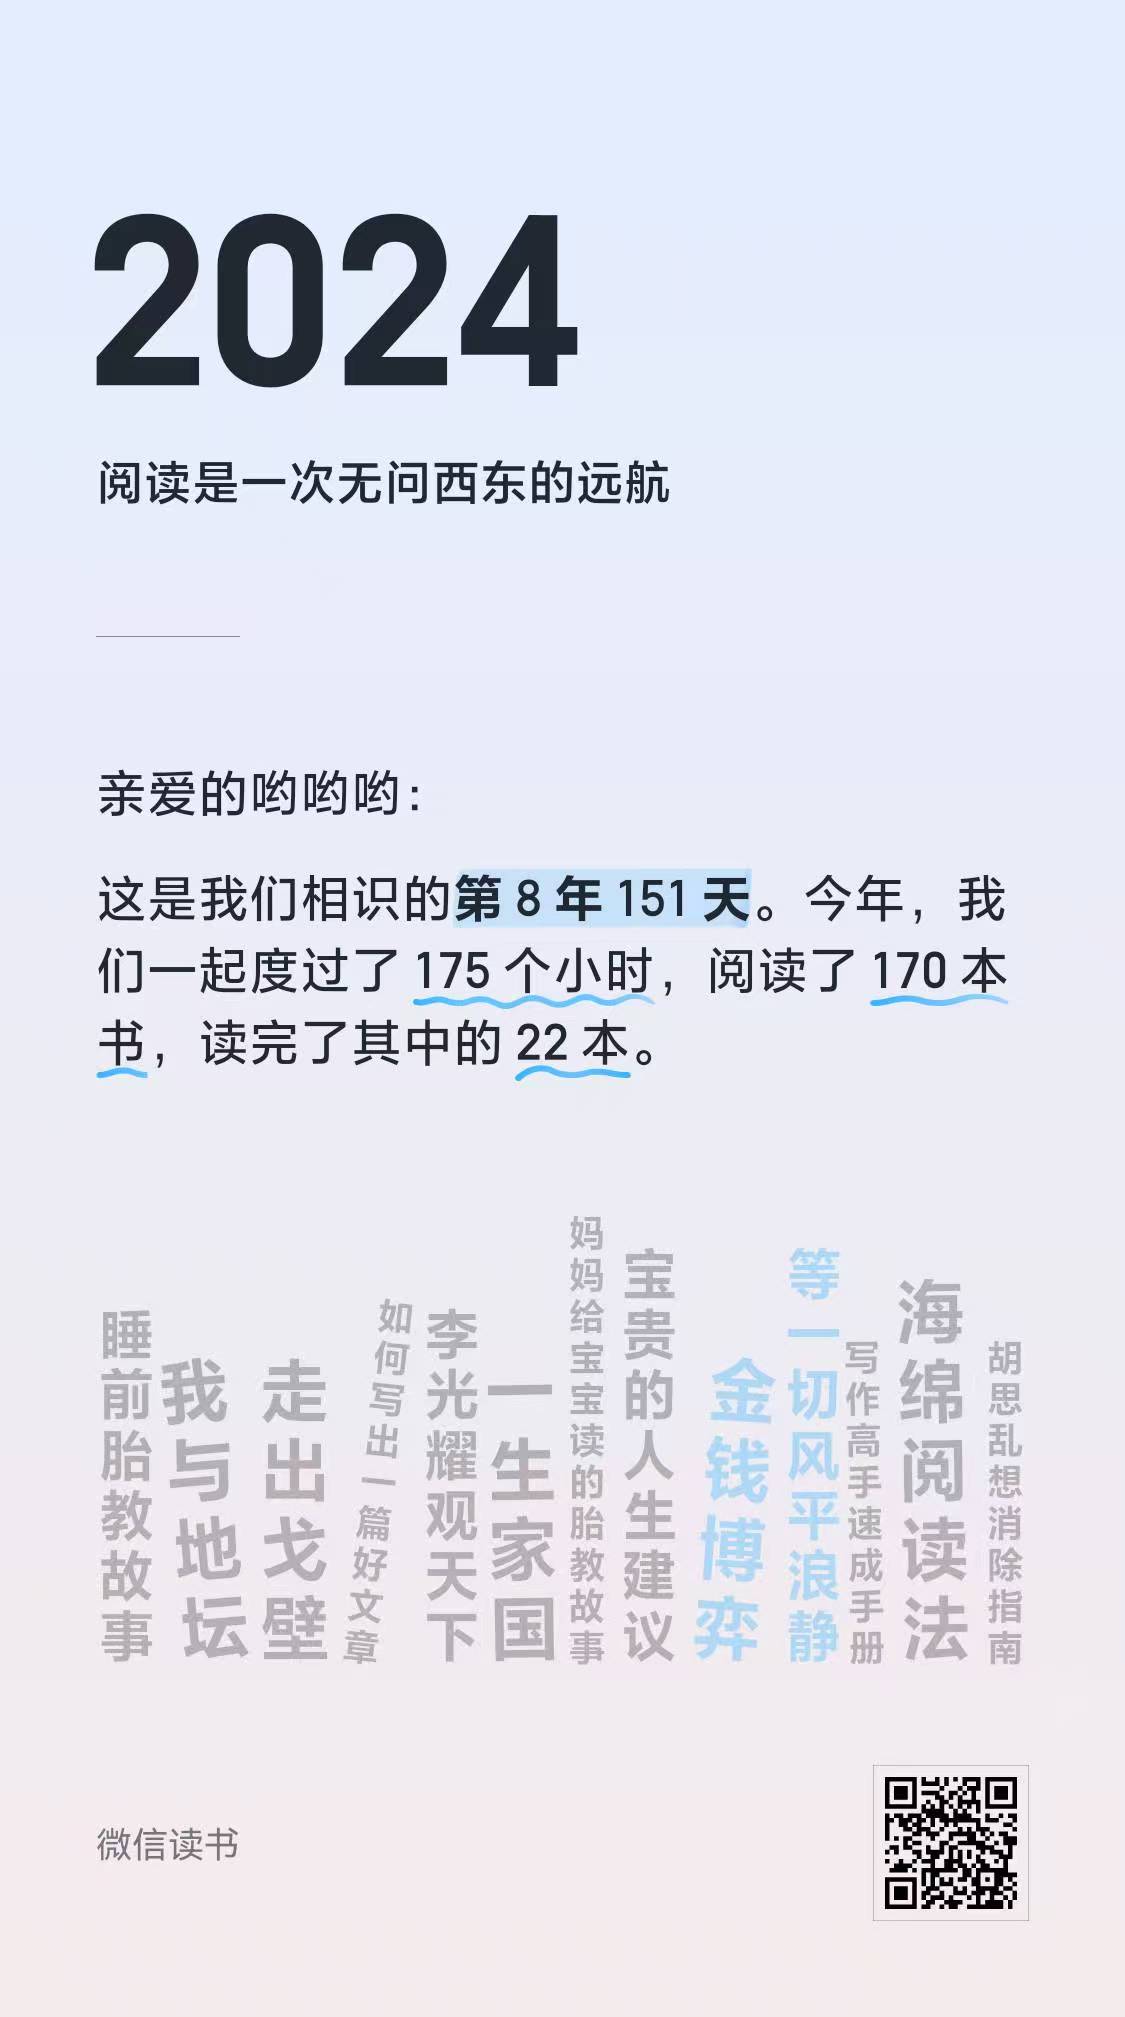 2024
阅读是一次无问西东的远航
亲爱的哟哟哟：
这是我们相识的第 8 年 151 天。今年，我
们一起度过了 175 个小时，阅读了 170 本
书，读完了其中的 22 本。
睡前胎教故事
我与地坛
走出戈壁
如何写出一篇好文章
李光耀观天下
一生家国
妈妈给宝宝读的胎教故事
宝贵的人生建议
金钱博弈
等一切风平浪静
写作高手速成手册
海绵阅读法
胡思乱想消除指南
微信读书